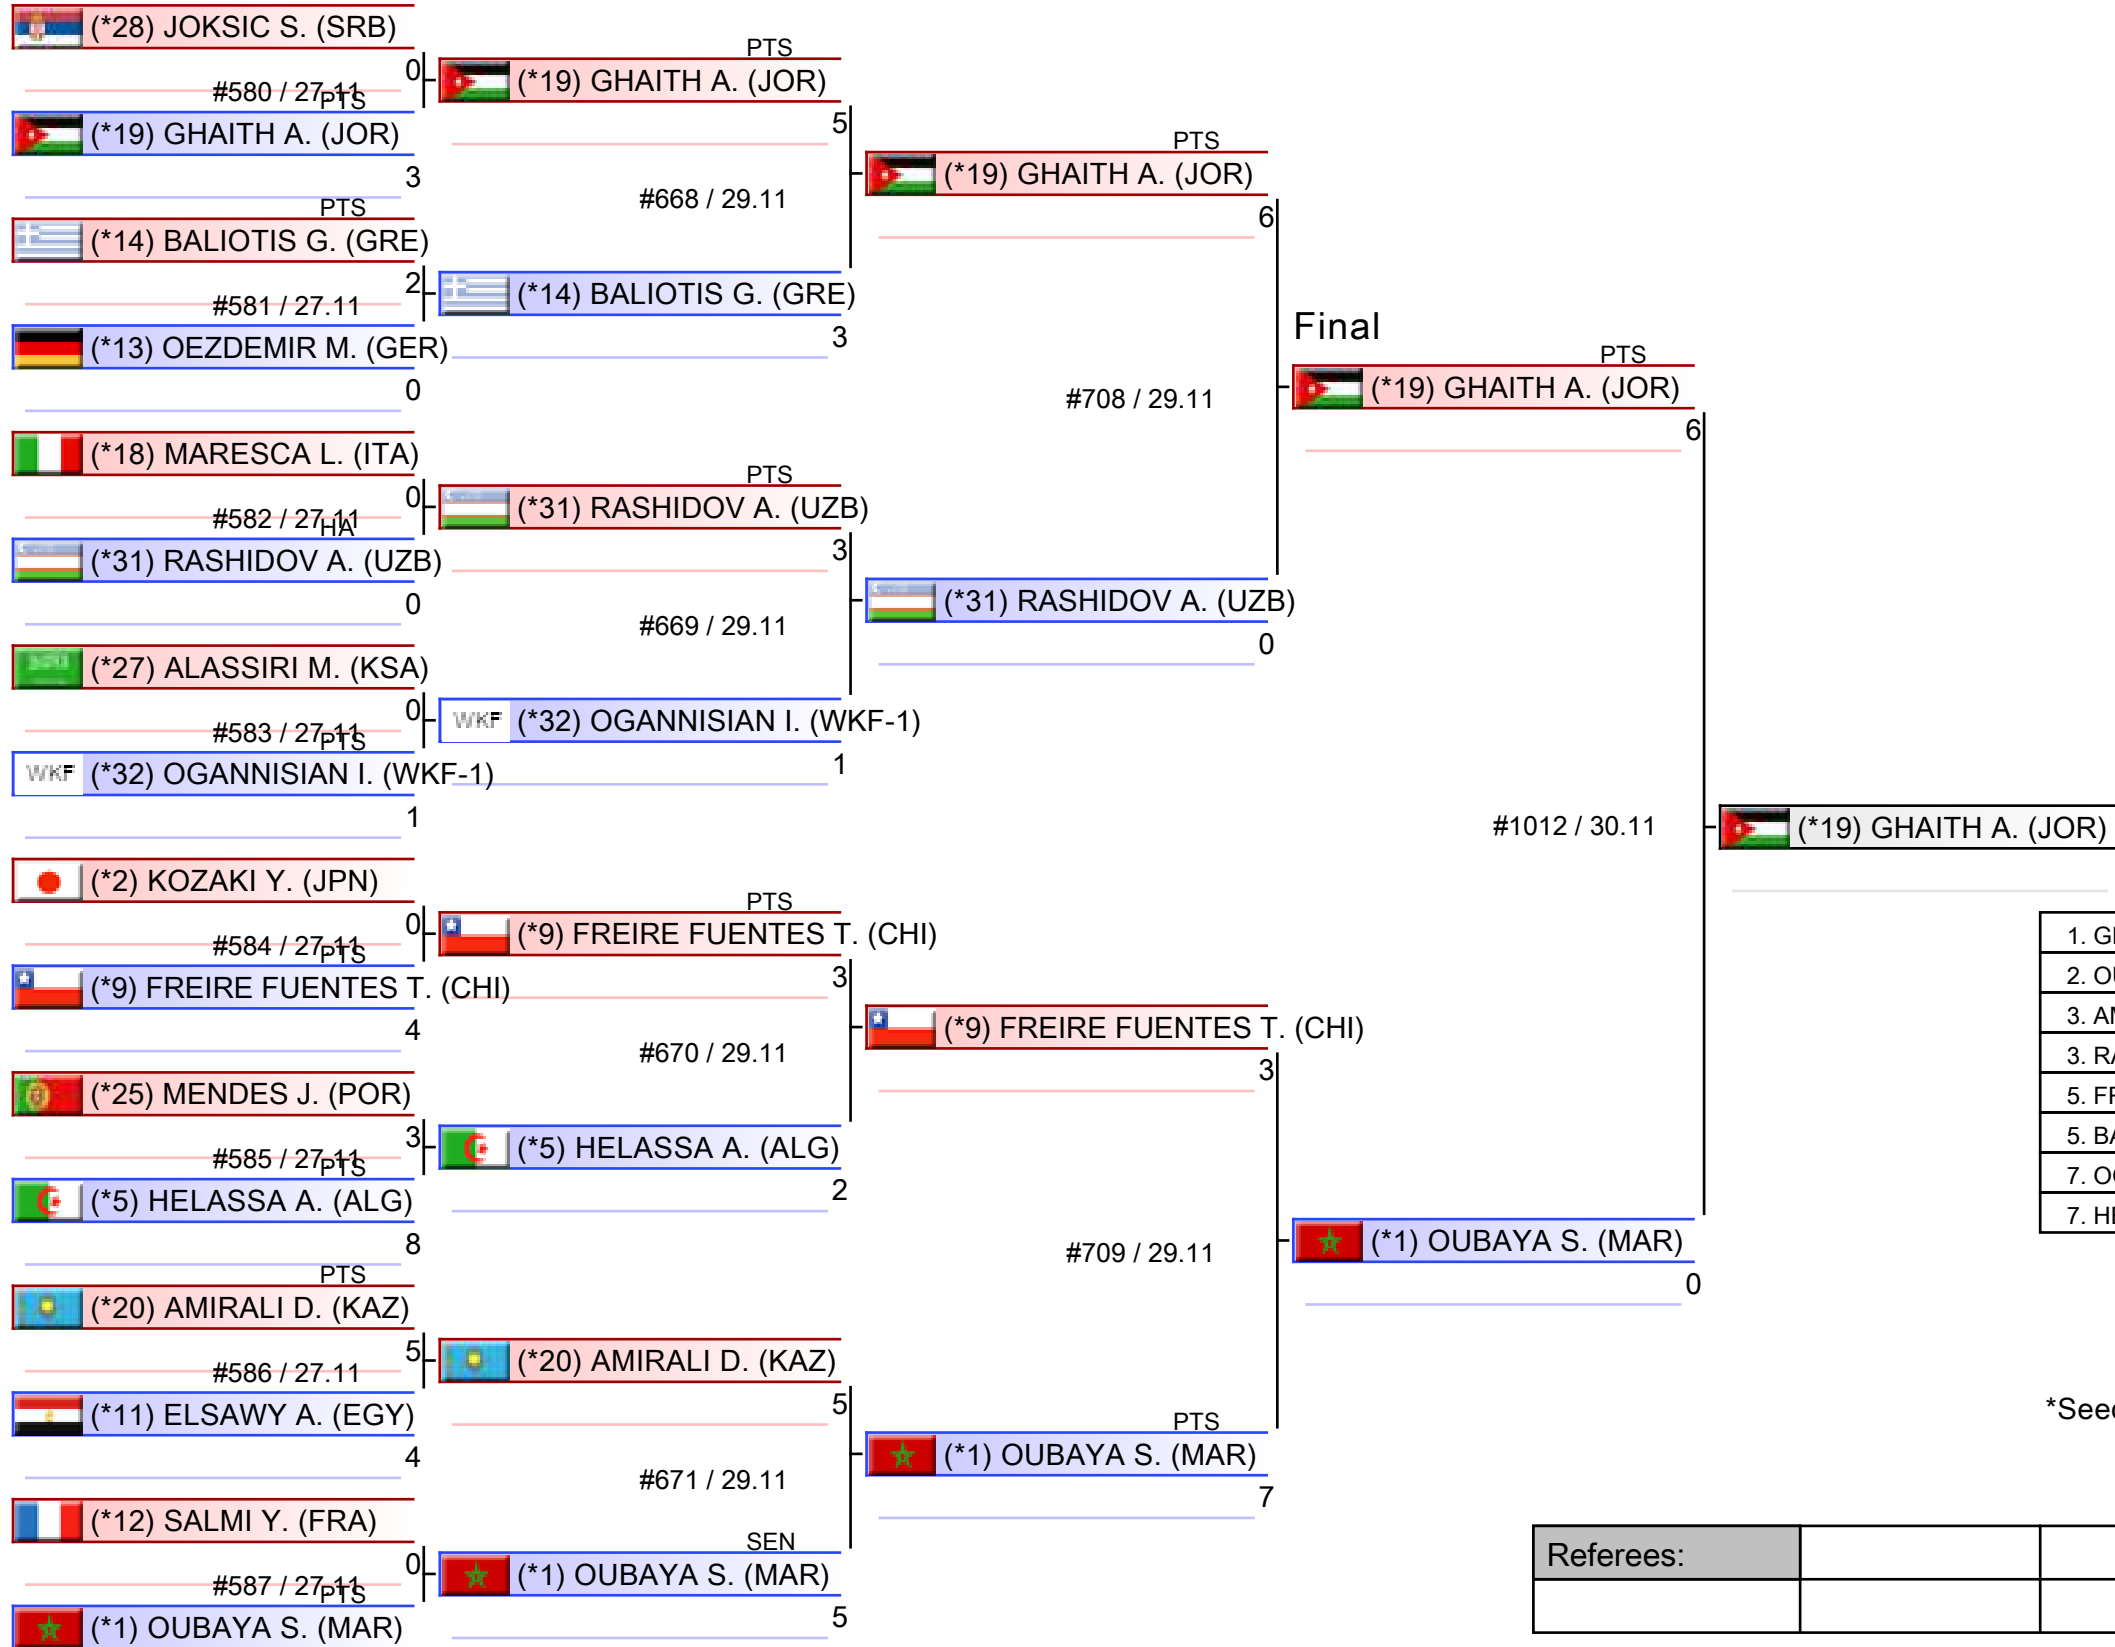 (*28) JOKSIC S. (SRB)
0
#580 / 27.11
PTS
(*19) GHAITH A. (JOR)
3
PTS
(*14) BALIOTIS G. (GRE)
2
#581 / 27.11
(*13) OEZDEMIR M. (GER)
0
(*18) MARESCA L. (ITA)
0
#582 / 27.11
HA
(*31) RASHIDOV A. (UZB)
0
(*27) ALASSIRI M. (KSA)
0
#583 / 27.11
PTS
WKF (*32) OGANNISIAN I. (WKF-1)
1
(*2) KOZAKI Y. (JPN)
0
#584 / 27.11
PTS
(*9) FREIRE FUENTES T. (CHI)
4
(*25) MENDES J. (POR)
3
#585 / 27.11
PTS
(*5) HELASSA A. (ALG)
8
PTS
(*20) AMIRALI D. (KAZ)
5
#586 / 27.11
(*11) ELSAWY A. (EGY)
4
(*12) SALMI Y. (FRA)
0
#587 / 27.11
PTS
(*1) OUBAYA S. (MAR)
PTS
(*19) GHAITH A. (JOR)
5
#668 / 29.11
(*14) BALIOTIS G. (GRE)
3
PTS
(*31) RASHIDOV A. (UZB)
3
#669 / 29.11
WKF (*32) OGANNISIAN I. (WKF-1)
1
PTS
(*9) FREIRE FUENTES T. (CHI)
3
#670 / 29.11
(*5) HELASSA A. (ALG)
2
(*20) AMIRALI D. (KAZ)
5
#671 / 29.11
SEN
(*1) OUBAYA S. (MAR)
5
PTS
(*19) GHAITH A. (JOR)
6
#708 / 29.11
(*31) RASHIDOV A. (UZB)
0
(*9) FREIRE FUENTES T. (CHI)
3
#709 / 29.11
PTS
(*1) OUBAYA S. (MAR)
7
Final
PTS
(*19) GHAITH A. (JOR)
6
#1012 / 30.11
(*1) OUBAYA S. (MAR)
0
(*19) GHAITH A. (JOR)
1.
2.
3.
3.
5.
5.
7.
7.
Referees: